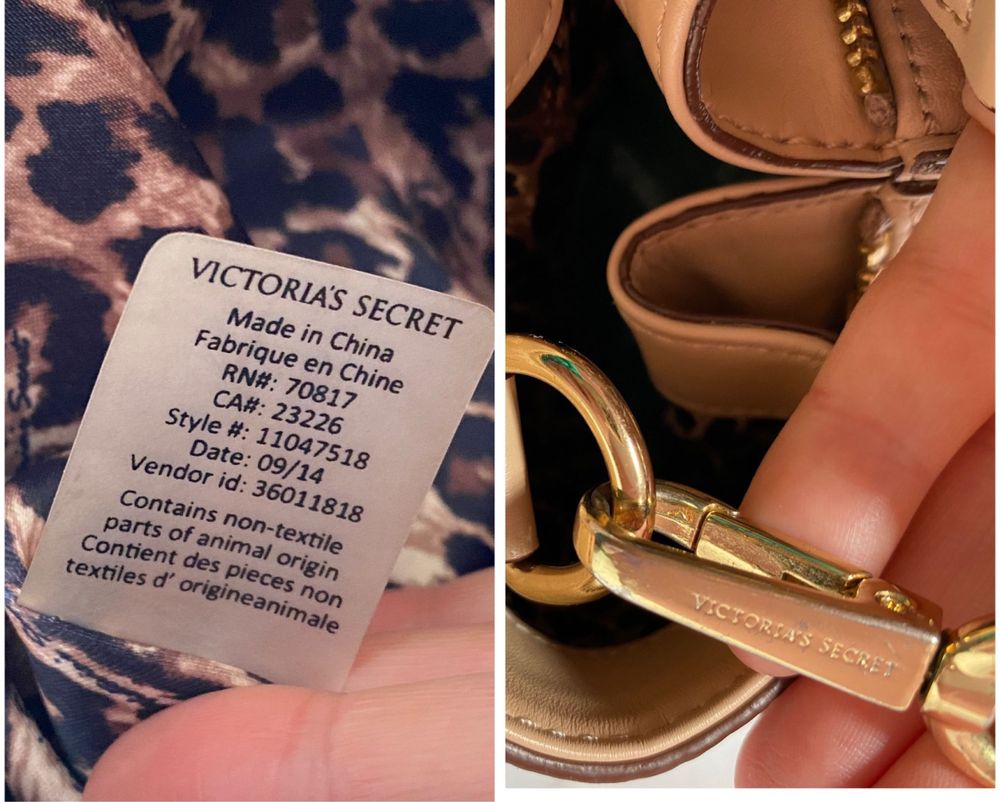 VICTORIA'S SECRET
Made in China
Fabrique en Chine
RN#: 70817
CA#: 23226
Style #: 11047518
Date: 09/14
Vendor id: 36011818
Contains non-textile
parts of animal origin
Contient des pieces non
textiles d' origineanimale
VICTORIA'S SECRET